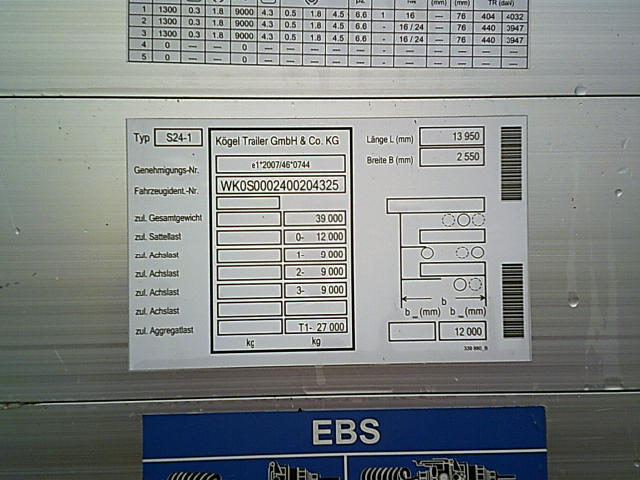 1 1300 0.3 1.8 9000 4.3 0.5 1.8 4.5 6.6 1 16 — 76 404 4032
2 1300 0.3 1.8 9000 4.3 0.5 1.8 4.5 6.6 - 16 / 24 — 76 440 3947
3 1300 0.3 1.8 9000 4.3 0.5 1.8 4.5 6.6 - 16 / 24 — 76 440 3947
4 0 — — 0
5 0 — — 0
Typ S24-1
Kögel Trailer GmbH & Co. KG
Länge L (mm) 13 950
Breite B (mm) 2 550
Genehmigungs-Nr. e1*2007/46*0744
Fahrzeugident.-Nr. WK0S0002400204325
zul. Gesamtgewicht 39 000
zul. Sattellast 0- 12 000
zul. Achslast 1- 9 000
zul. Achslast 2- 9 000
zul. Achslast 3- 9 000
zul. Achslast
zul. Aggregatlast T1- 27 000
kg kg
b
b_ (mm) b_ (mm)
12 000
EBS